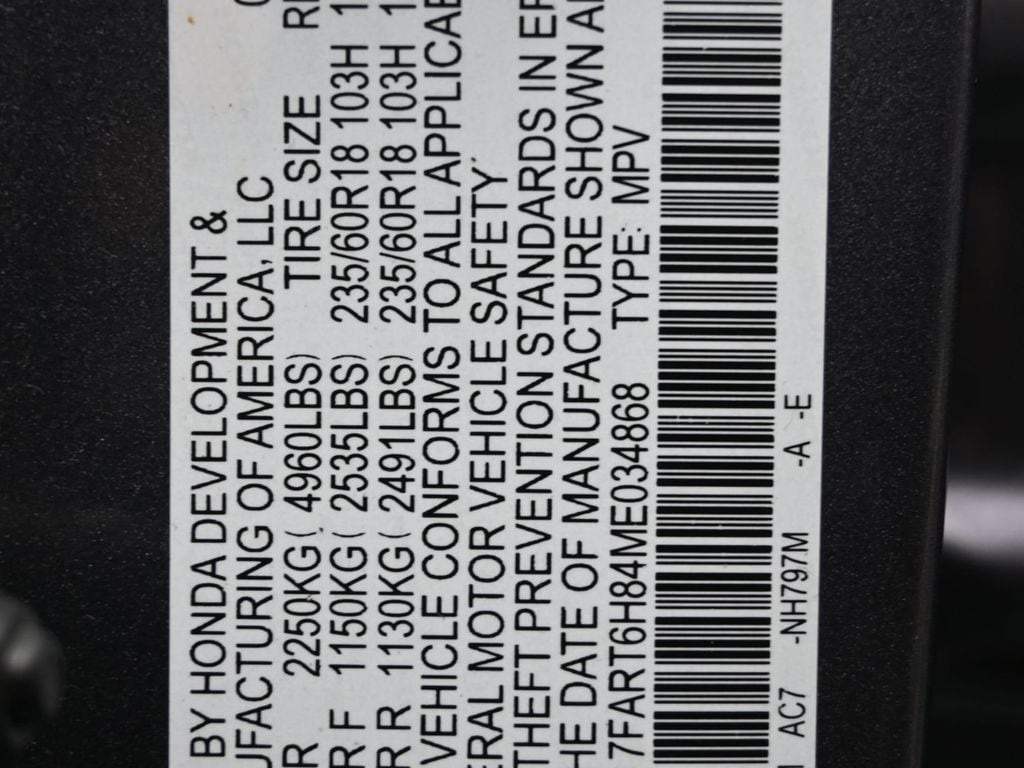 BY HONDA DEVELOPMENT &
UFACTURING OF AMERICA, LLC
R 2250KG( 4960LBS) TIRE SIZE
R F 1150KG( 2535LBS) 235/60R18 103H 1
R R 1130KG( 2491LBS) 235/60R18 103H 1
VEHICLE CONFORMS TO ALL APPLICAB
ERAL MOTOR VEHICLE SAFETY
THEFT PREVENTION STANDARDS IN EF
HE DATE OF MANUFACTURE SHOWN A
7FART6H84ME034868 TYPE: MPV
AC7 -NH797M -A -E